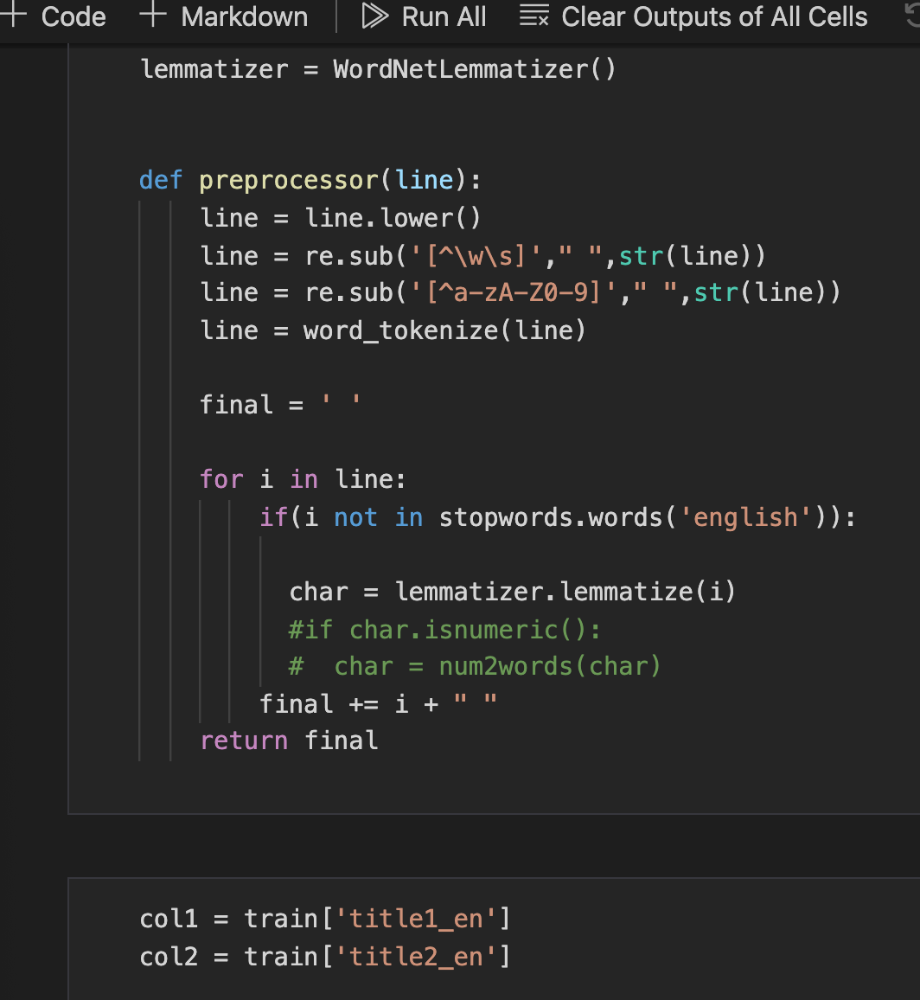 + Code + Markdown Run All Clear Outputs of All Cells
lemmatizer = WordNetLemmatizer()
def preprocessor(line):
    line = line.lower()
    line = re.sub('[^\w\s]'," ",str(line))
    line = re.sub('[^a-zA-Z0-9]'," ",str(line))
    line = word_tokenize(line)
    final = ' '
    for i in line:
        if(i not in stopwords.words('english')):
          char = lemmatizer.lemmatize(i)
          #if char.isnumeric():
          #  char = num2words(char)
        final += i + " "
    return final
col1 = train['title1_en']
col2 = train['title2_en']